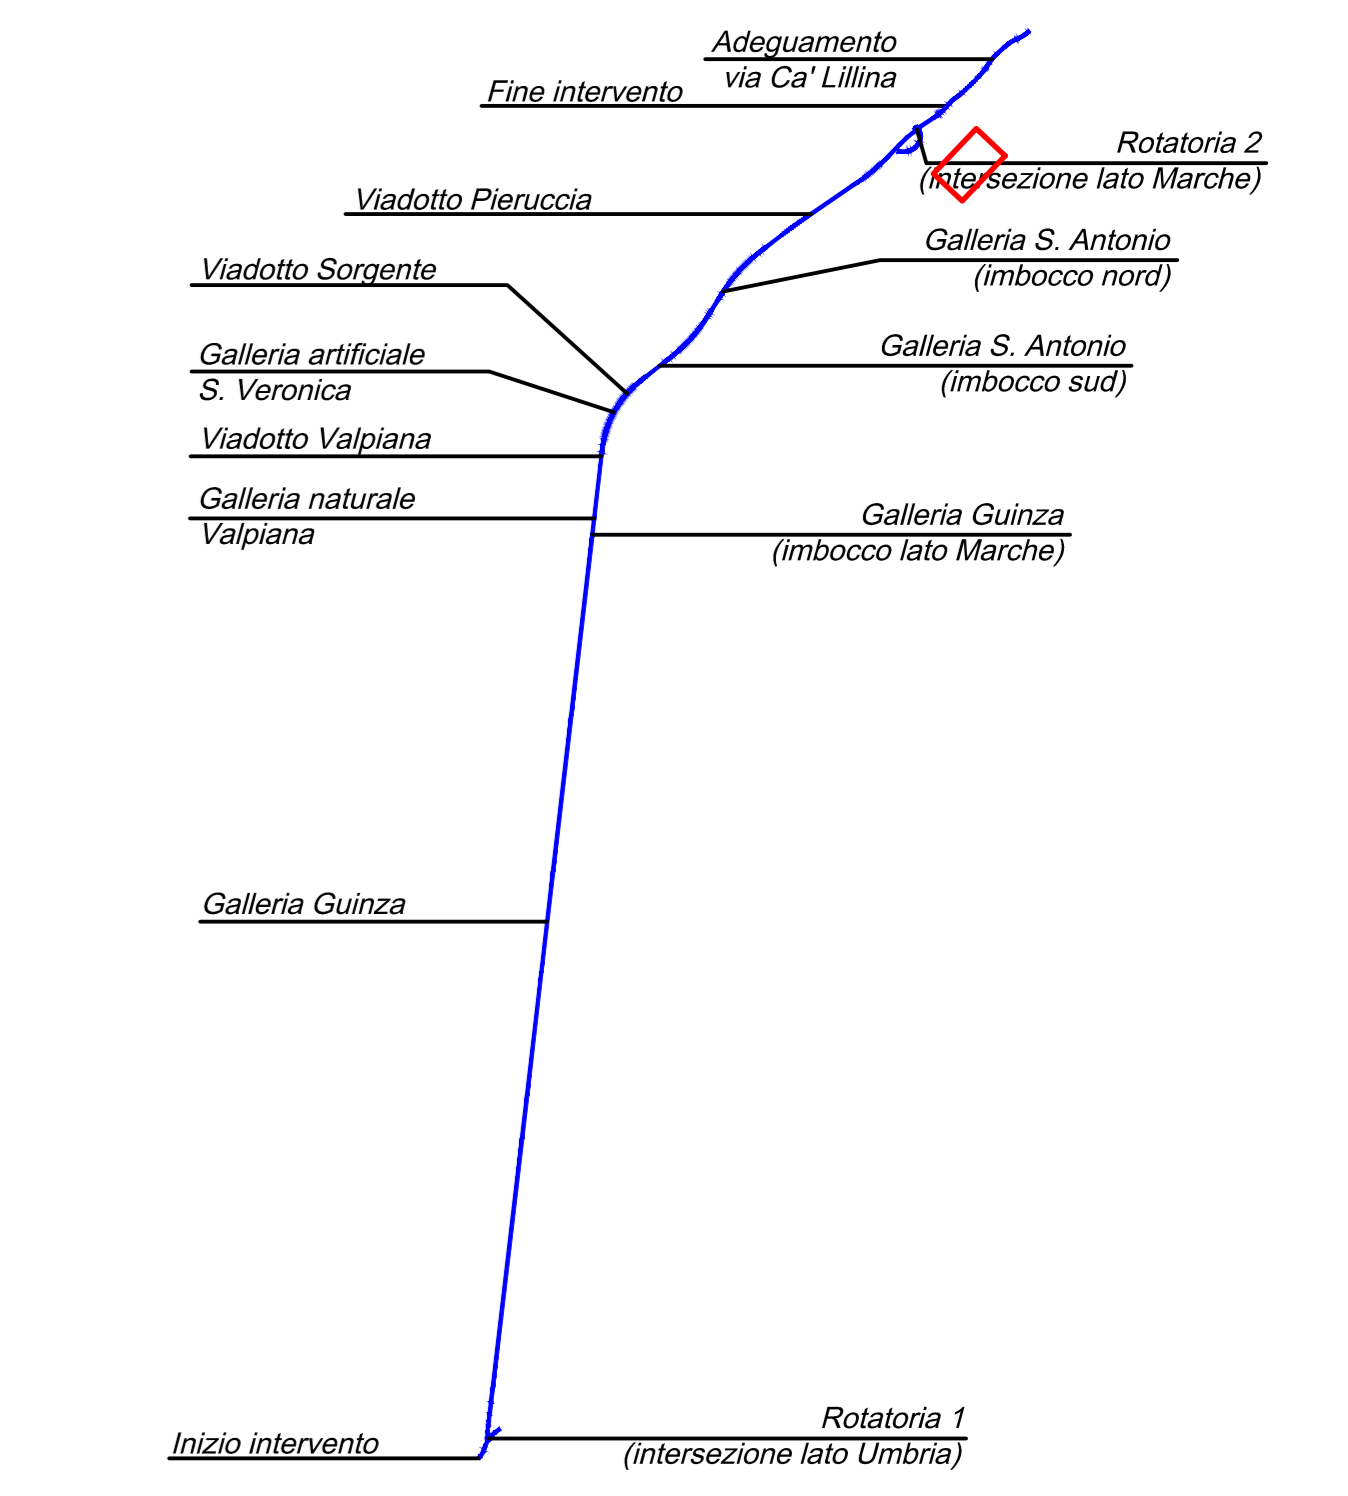 Adeguamento
via Ca' Lillina
Fine intervento
Rotatoria 2
(intersezione lato Marche)
Viadotto Pieruccia
Galleria S. Antonio
(imbocco nord)
Viadotto Sorgente
Galleria S. Antonio
(imbocco sud)
Galleria artificiale
S. Veronica
Viadotto Valpiana
Galleria naturale
Valpiana
Galleria Guinza
(imbocco lato Marche)
Galleria Guinza
Rotatoria 1
(intersezione lato Umbria)
Inizio intervento